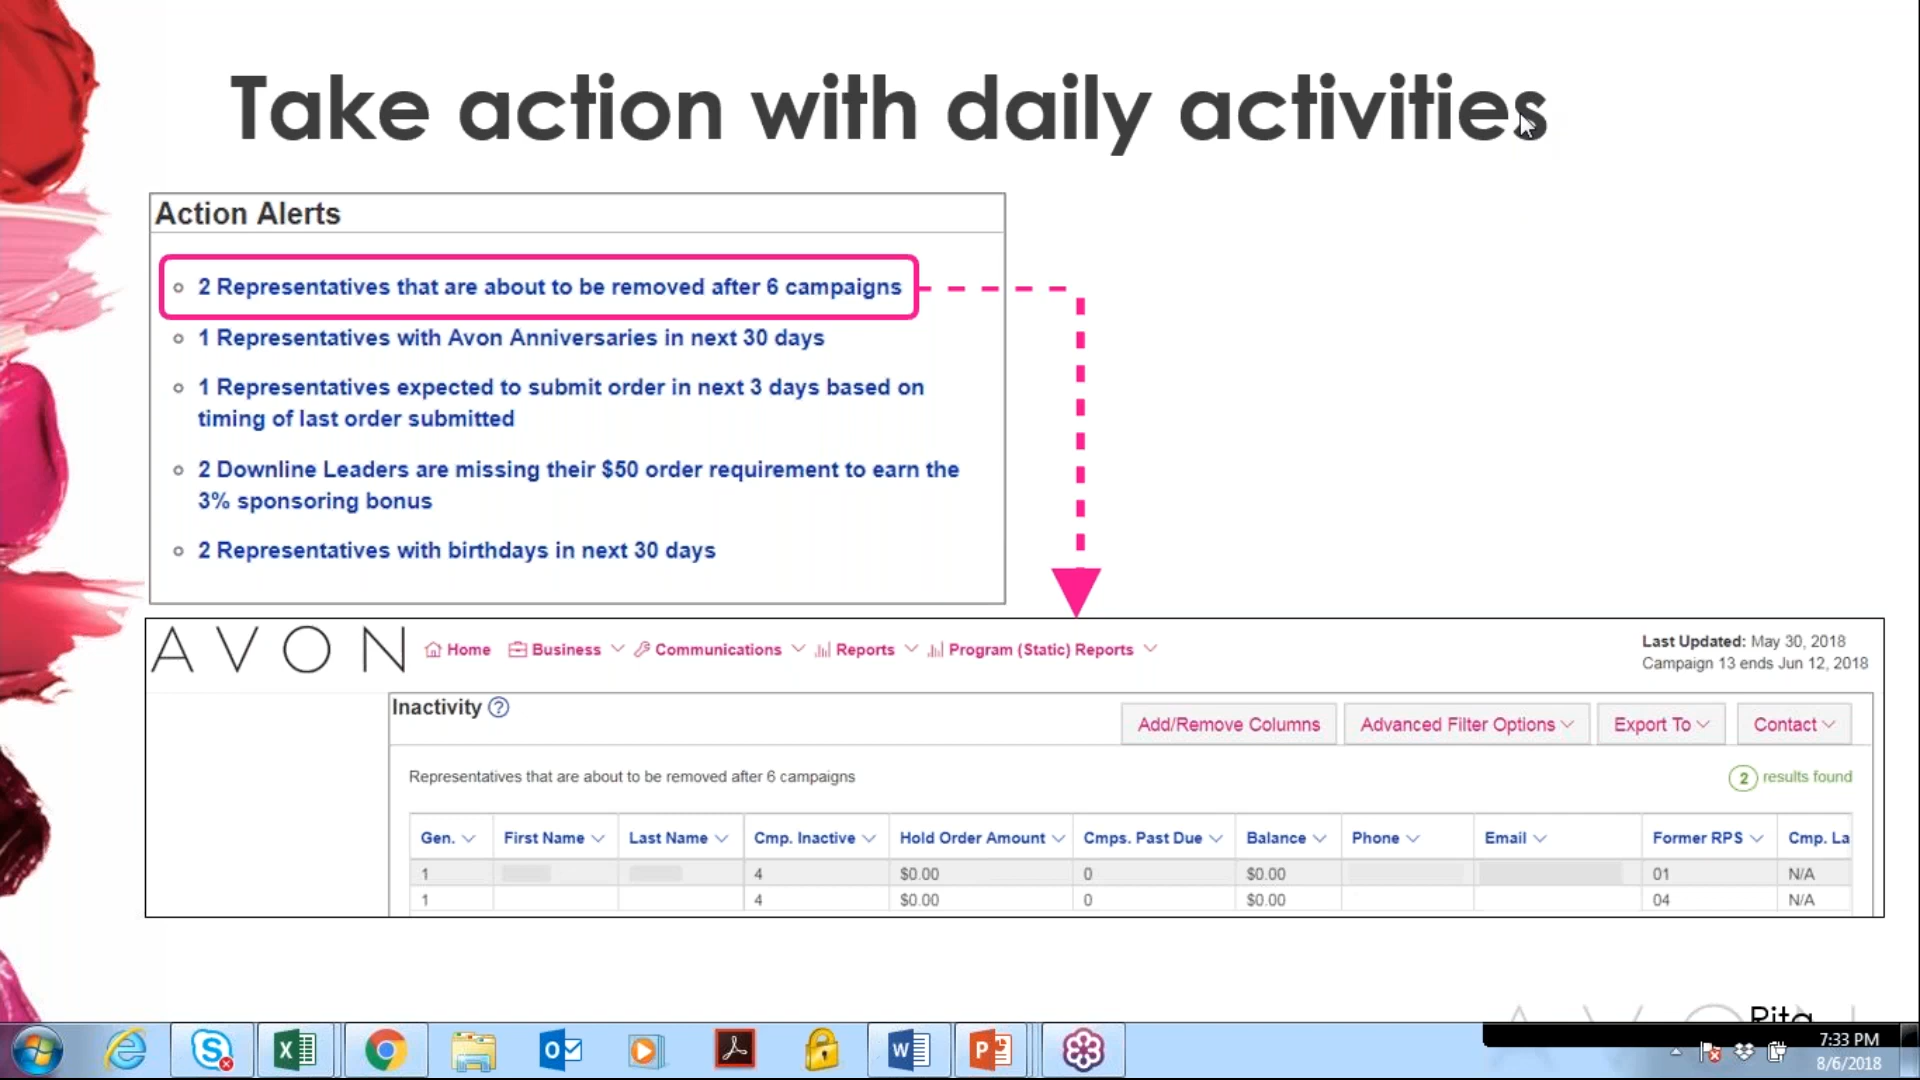 Take action with daily activities
Action Alerts
2 Representatives that are about to be removed after 6 campaigns
1 Representatives with Avon Anniversaries in next 30 days
1 Representatives expected to submit order in next 3 days based on
timing of last order submitted
2 Downline Leaders are missing their $50 order requirement to earn the
3% sponsoring bonus
2 Representatives with birthdays in next 30 days
AVON Home Business Communications Reports Program (Static) Reports
Last Updated: May 30, 2018
Campaign 13 ends Jun 12, 2018
Inactivity ? Add/Remove Columns Advanced Filter Options Export To Contact
Representatives that are about to be removed after 6 campaigns 2 results found
Gen. First Name Last Name Cmp. Inactive Hold Order Amount Cmps. Past Due Balance Phone Email Former RPS Cmp. La
1 4 $0.00 0 $0.00 01 N/A
1 4 $0.00 0 $0.00 04 N/A
AVON Rita
7:33 PM
8/6/2018